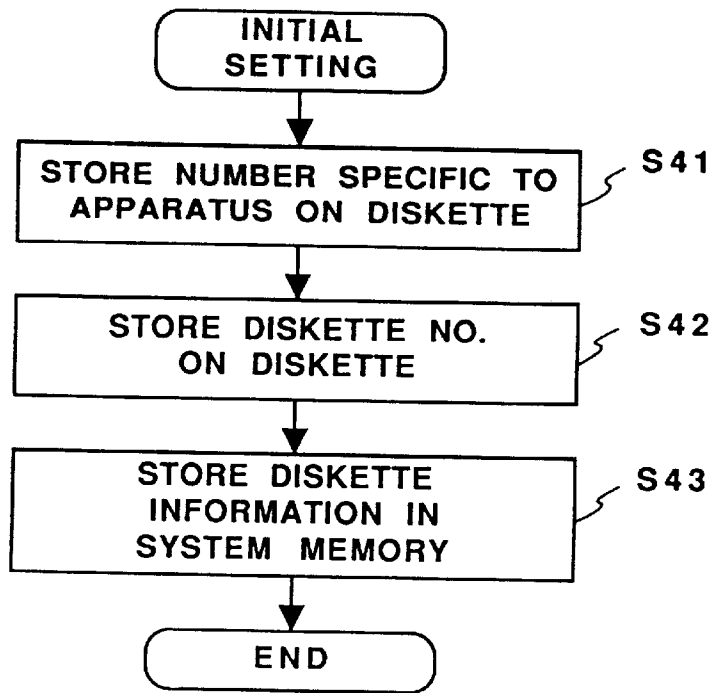 INITIAL
SETTING
STORE NUMBER SPECIFIC TO
APPARATUS ON DISKETTE
S41
STORE DISKETTE NO.
ON DISKETTE
S42
STORE DISKETTE
INFORMATION IN
SYSTEM MEMORY
S43
END